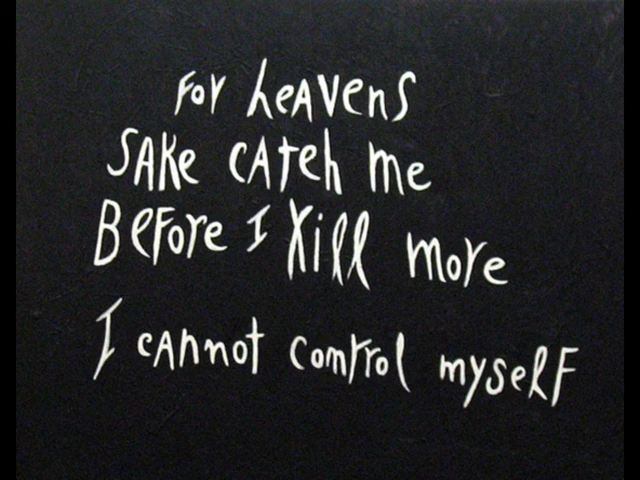 For heAvens
SAKe CATCh me
BeFore I Kill more
I cAnnoT conTrol myselF